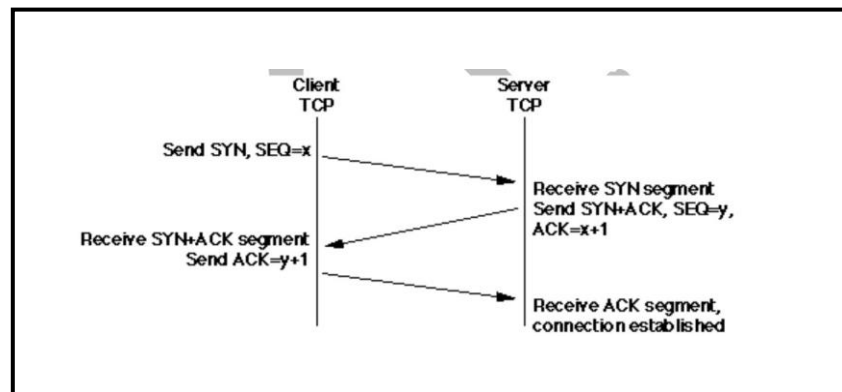 Client
TCP
Server
TCP
Send SYN, SEQ=x
Receive SYN segment
Send SYN+ACK, SEQ=y,
ACK=x+1
Receive SYN+ACK segment
Send ACK=y+1
Receive ACK segment,
connection established